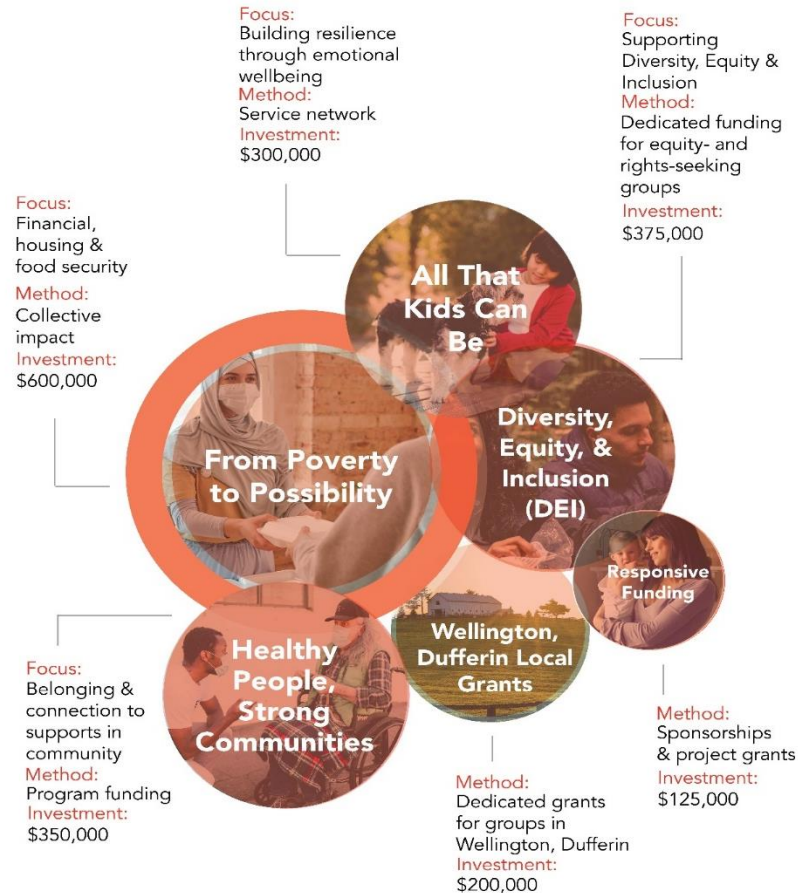 Focus:
Building resilience
through emotional
wellbeing
Method:
Service network
Investment:
$300,000
Focus:
Supporting
Diversity, Equity &
Inclusion
Method:
Dedicated funding
for equity- and
rights-seeking
groups
Investment:
$375,000
Focus:
Financial,
housing &
food security
Method:
Collective
impact
Investment:
$600,000
All That
Kids Can
Be
From Poverty
to Possibility
Diversity,
Equity, &
Inclusion
(DEI)
Responsive
Funding
Healthy
People,
Strong
Communities
Wellington,
Dufferin Local
Grants
Focus:
Belonging &
connection to
supports in
community
Method:
Program funding
Investment:
$350,000
Method:
Dedicated grants
for groups in
Wellington, Dufferin
Investment:
$200,000
Method:
Sponsorships
& project grants
Investment:
$125,000